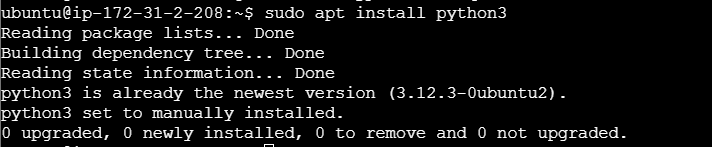 ubuntu@ip-172-31-2-208:~$ sudo apt install python3
Reading package lists... Done
Building dependency tree... Done
Reading state information... Done
python3 is already the newest version (3.12.3-0ubuntu2).
python3 set to manually installed.
0 upgraded, 0 newly installed, 0 to remove and 0 not upgraded.